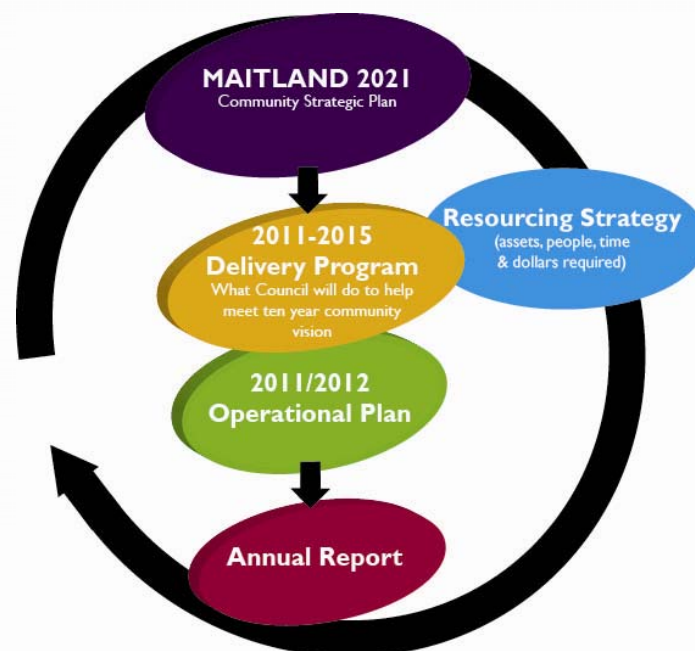 MAITLAND 2021
Community Strategic Plan
2011-2015
Delivery Program
What Council will do to help
meet ten year community
vision
Resourcing Strategy
(assets, people, time
& dollars required)
2011/2012
Operational Plan
Annual Report